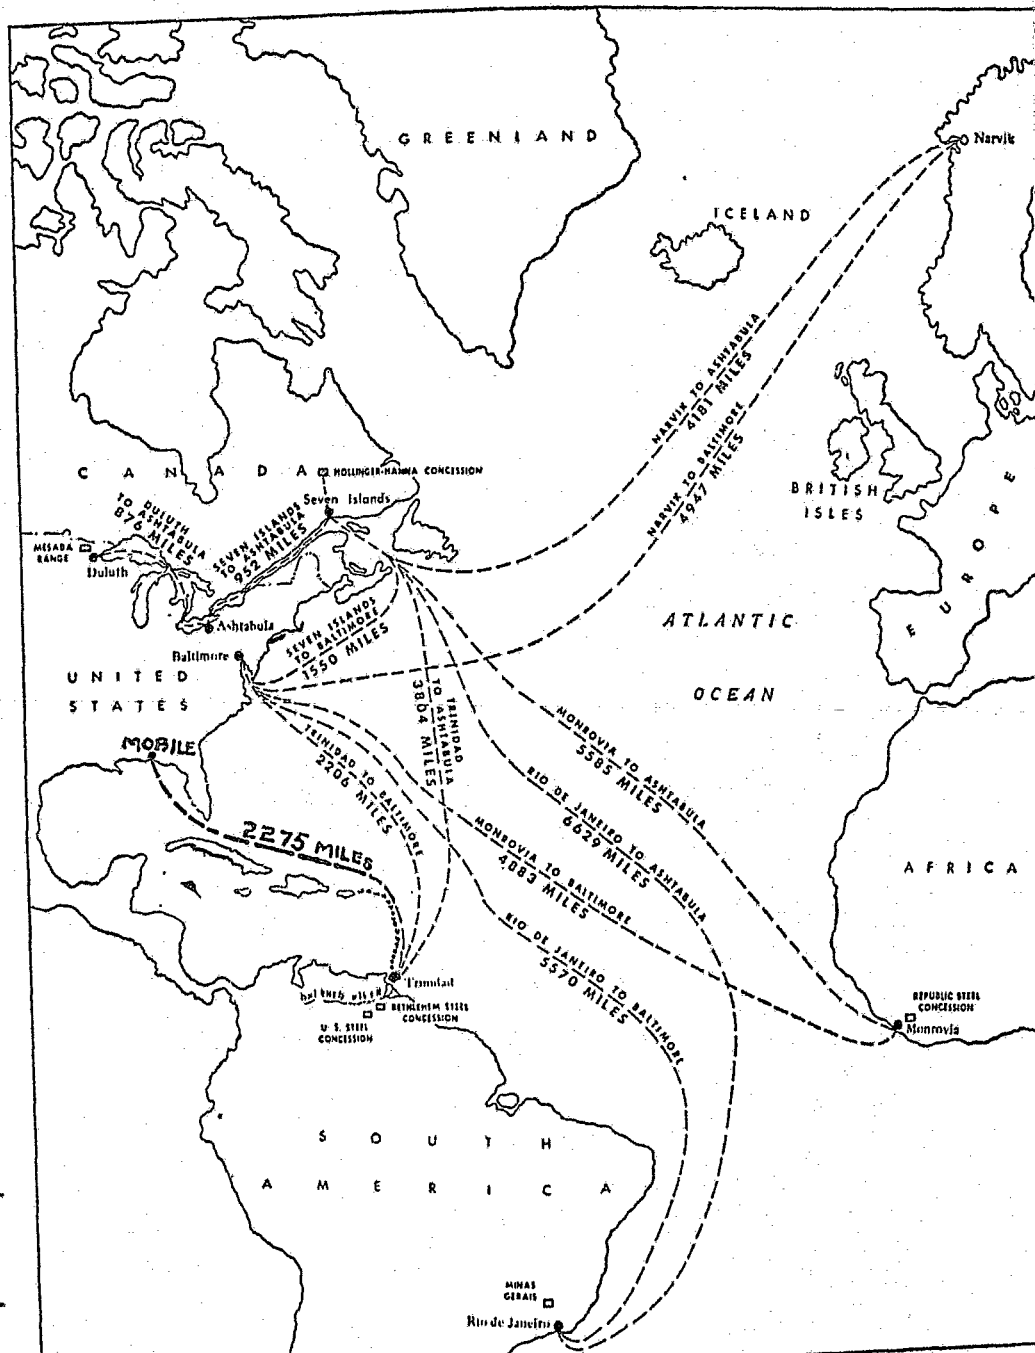 GREENLAND
Narvik
ICELAND
NARVIK TO ASHTABULA
4181 MILES
NARVIK TO BALTIMORE
4947 MILES
CANADA
HOLLINGER-HANNA CONCESSION
Seven Islands
BRITISH
ISLES
EUROPE
DULUTH
TO ASHTABULA
876 MILES
SEVEN ISLANDS
TO ASHTABULA
952 MILES
MESABA
RANGE
Duluth
Ashtabula
Baltimore
SEVEN ISLANDS
TO BALTIMORE
1550 MILES
ATLANTIC
OCEAN
UNITED
STATES
TRINIDAD
TO ASHTABULA
3804 MILES
MOBILE
TRINIDAD TO BALTIMORE
2206 MILES
MONROVIA TO ASHTABULA
5585 MILES
RIO DE JANEIRO TO ASHTABULA
6629 MILES
2275 MILES
MONROVIA TO BALTIMORE
4883 MILES
AFRICA
RIO DE JANEIRO TO BALTIMORE
5570 MILES
Trinidad
BETHLEHEM STEEL
CONCESSION
U. S. STEEL
CONCESSION
REPUBLIC STEEL
CONCESSION
Monrovia
SOUTH
AMERICA
MINAS
GERAIS
Rio de Janeiro